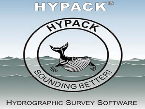 HYPACK®
HYPACK
SOUNDING BETTER!
HYDROGRAPHIC SURVEY SOFTWARE